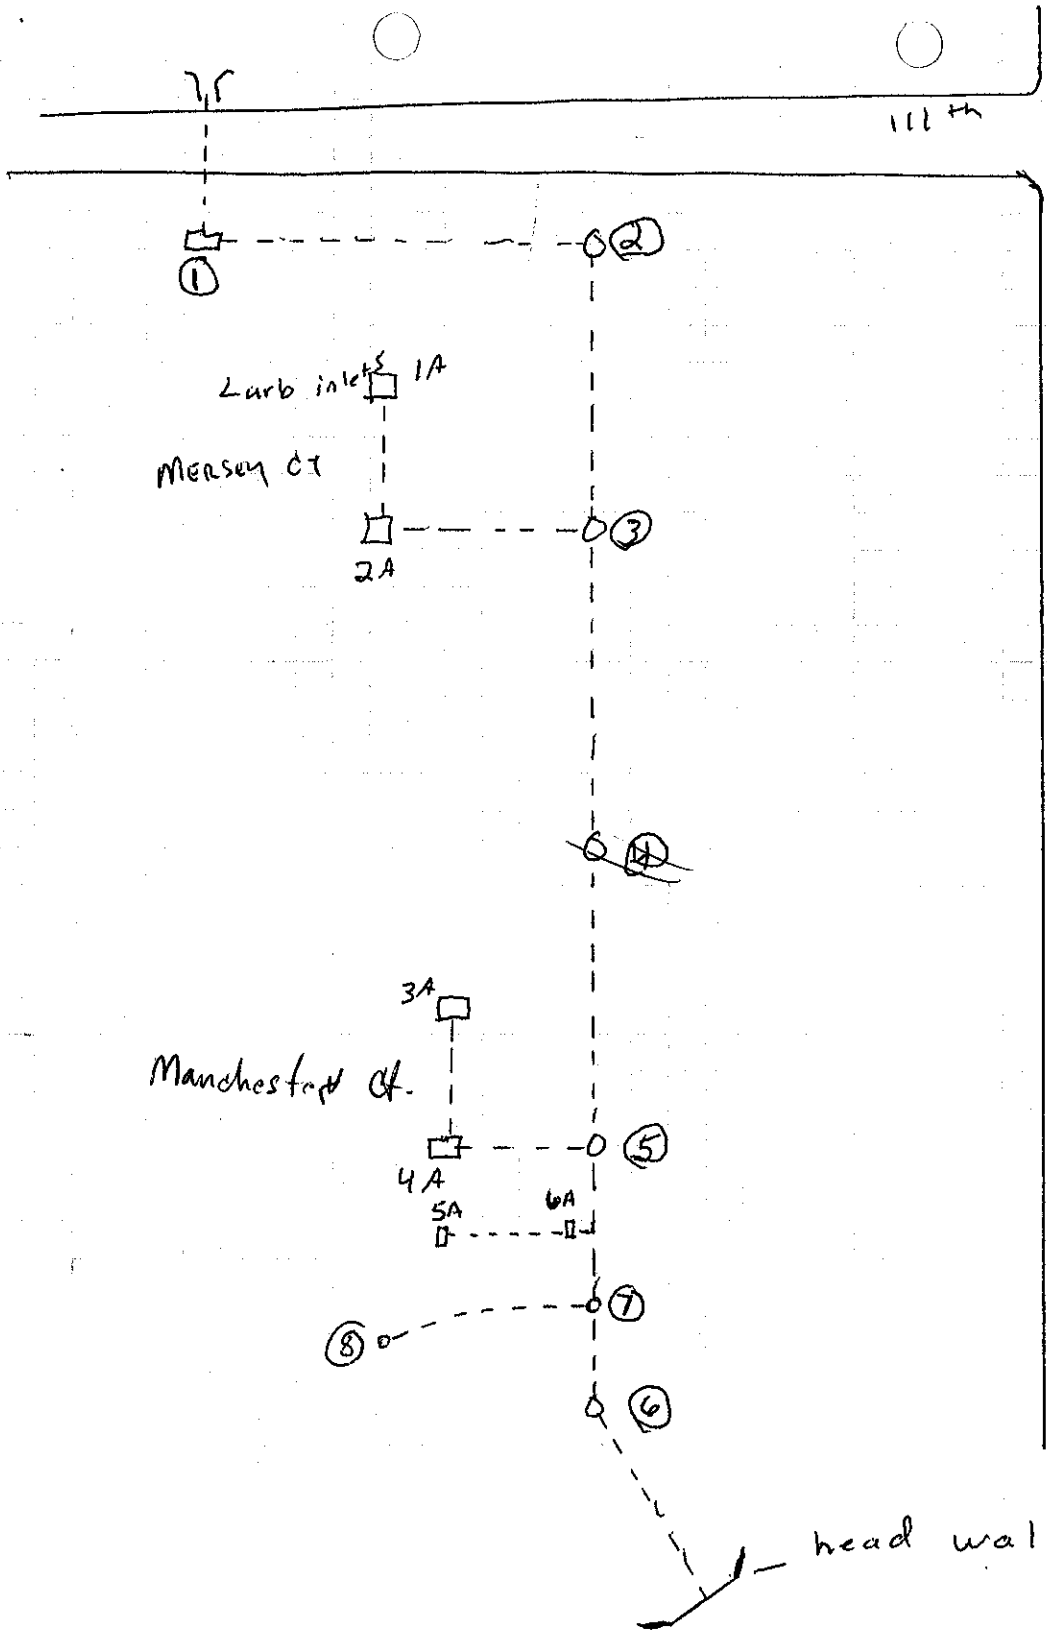 111th
1
2
Curb inlets 1A
Mersey Ct
3
2A
4
3A
Manchester Ct.
5
4A
5A 6A
7
8
6
head wal